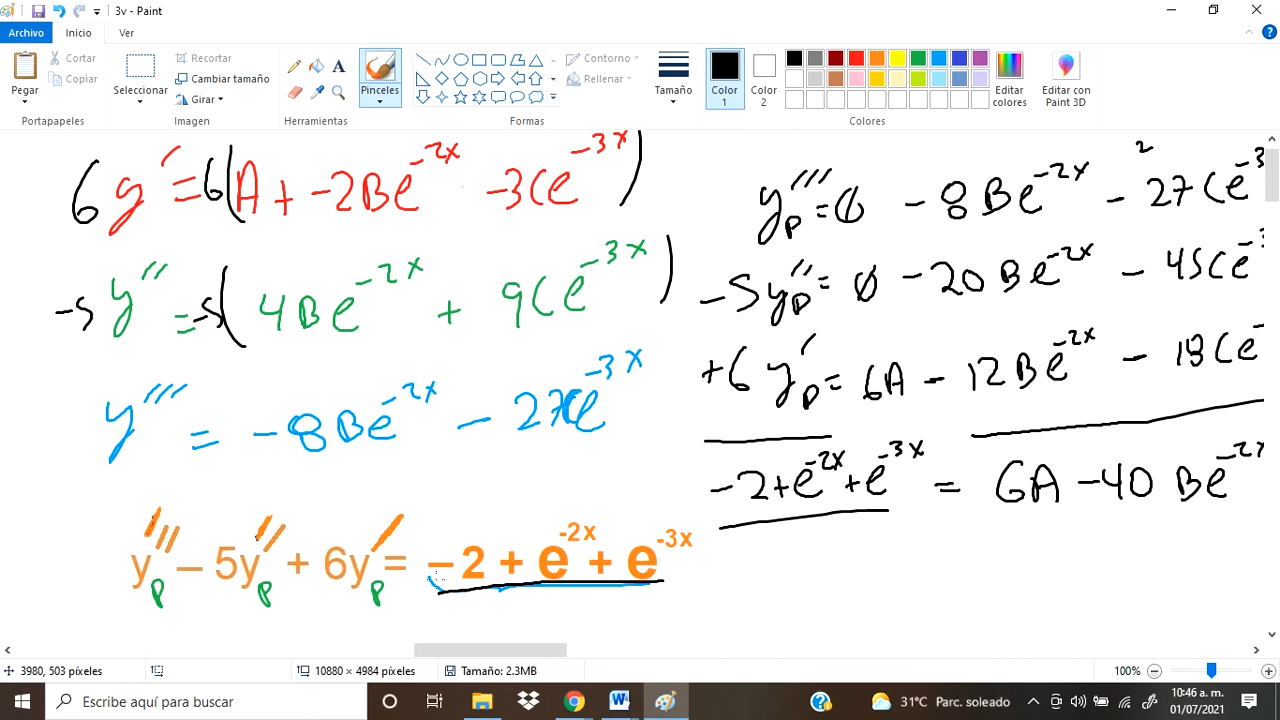 3v - Paint
Archivo Inicio Ver
Pegar Cortar Copiar Portapapeles
Seleccionar Recortar Cambiar tamaño Girar Imagen
A Herramientas
Pinceles
Contorno Rellenar Formas
Tamaño
Color 1 Color 2 Editar colores Editar con Paint 3D Colores
6y' = 6(A + -2Be^-2x -3Ce^-3x)
-5y'' = -5(4Be^-2x + 9Ce^-3x)
y''' = -8Be^-2x - 27Ce^-3x
y'''p - 5y''p + 6y'p = -2 + e^-2x + e^-3x
2
y'''p = 0 - 8Be^-2x - 27Ce^-3
-5y''p = 0 - 20Be^-2x - 45Ce^-3
+6y'p = 6A - 12Be^-2x - 18Ce^-
-2+e^-2x+e^-3x = 6A -40Be^-2x
3980, 503 píxeles 10880 × 4984 píxeles Tamaño: 2.3MB 100%
Escribe aquí para buscar 31°C Parc. soleado 10:46 a. m.
01/07/2021